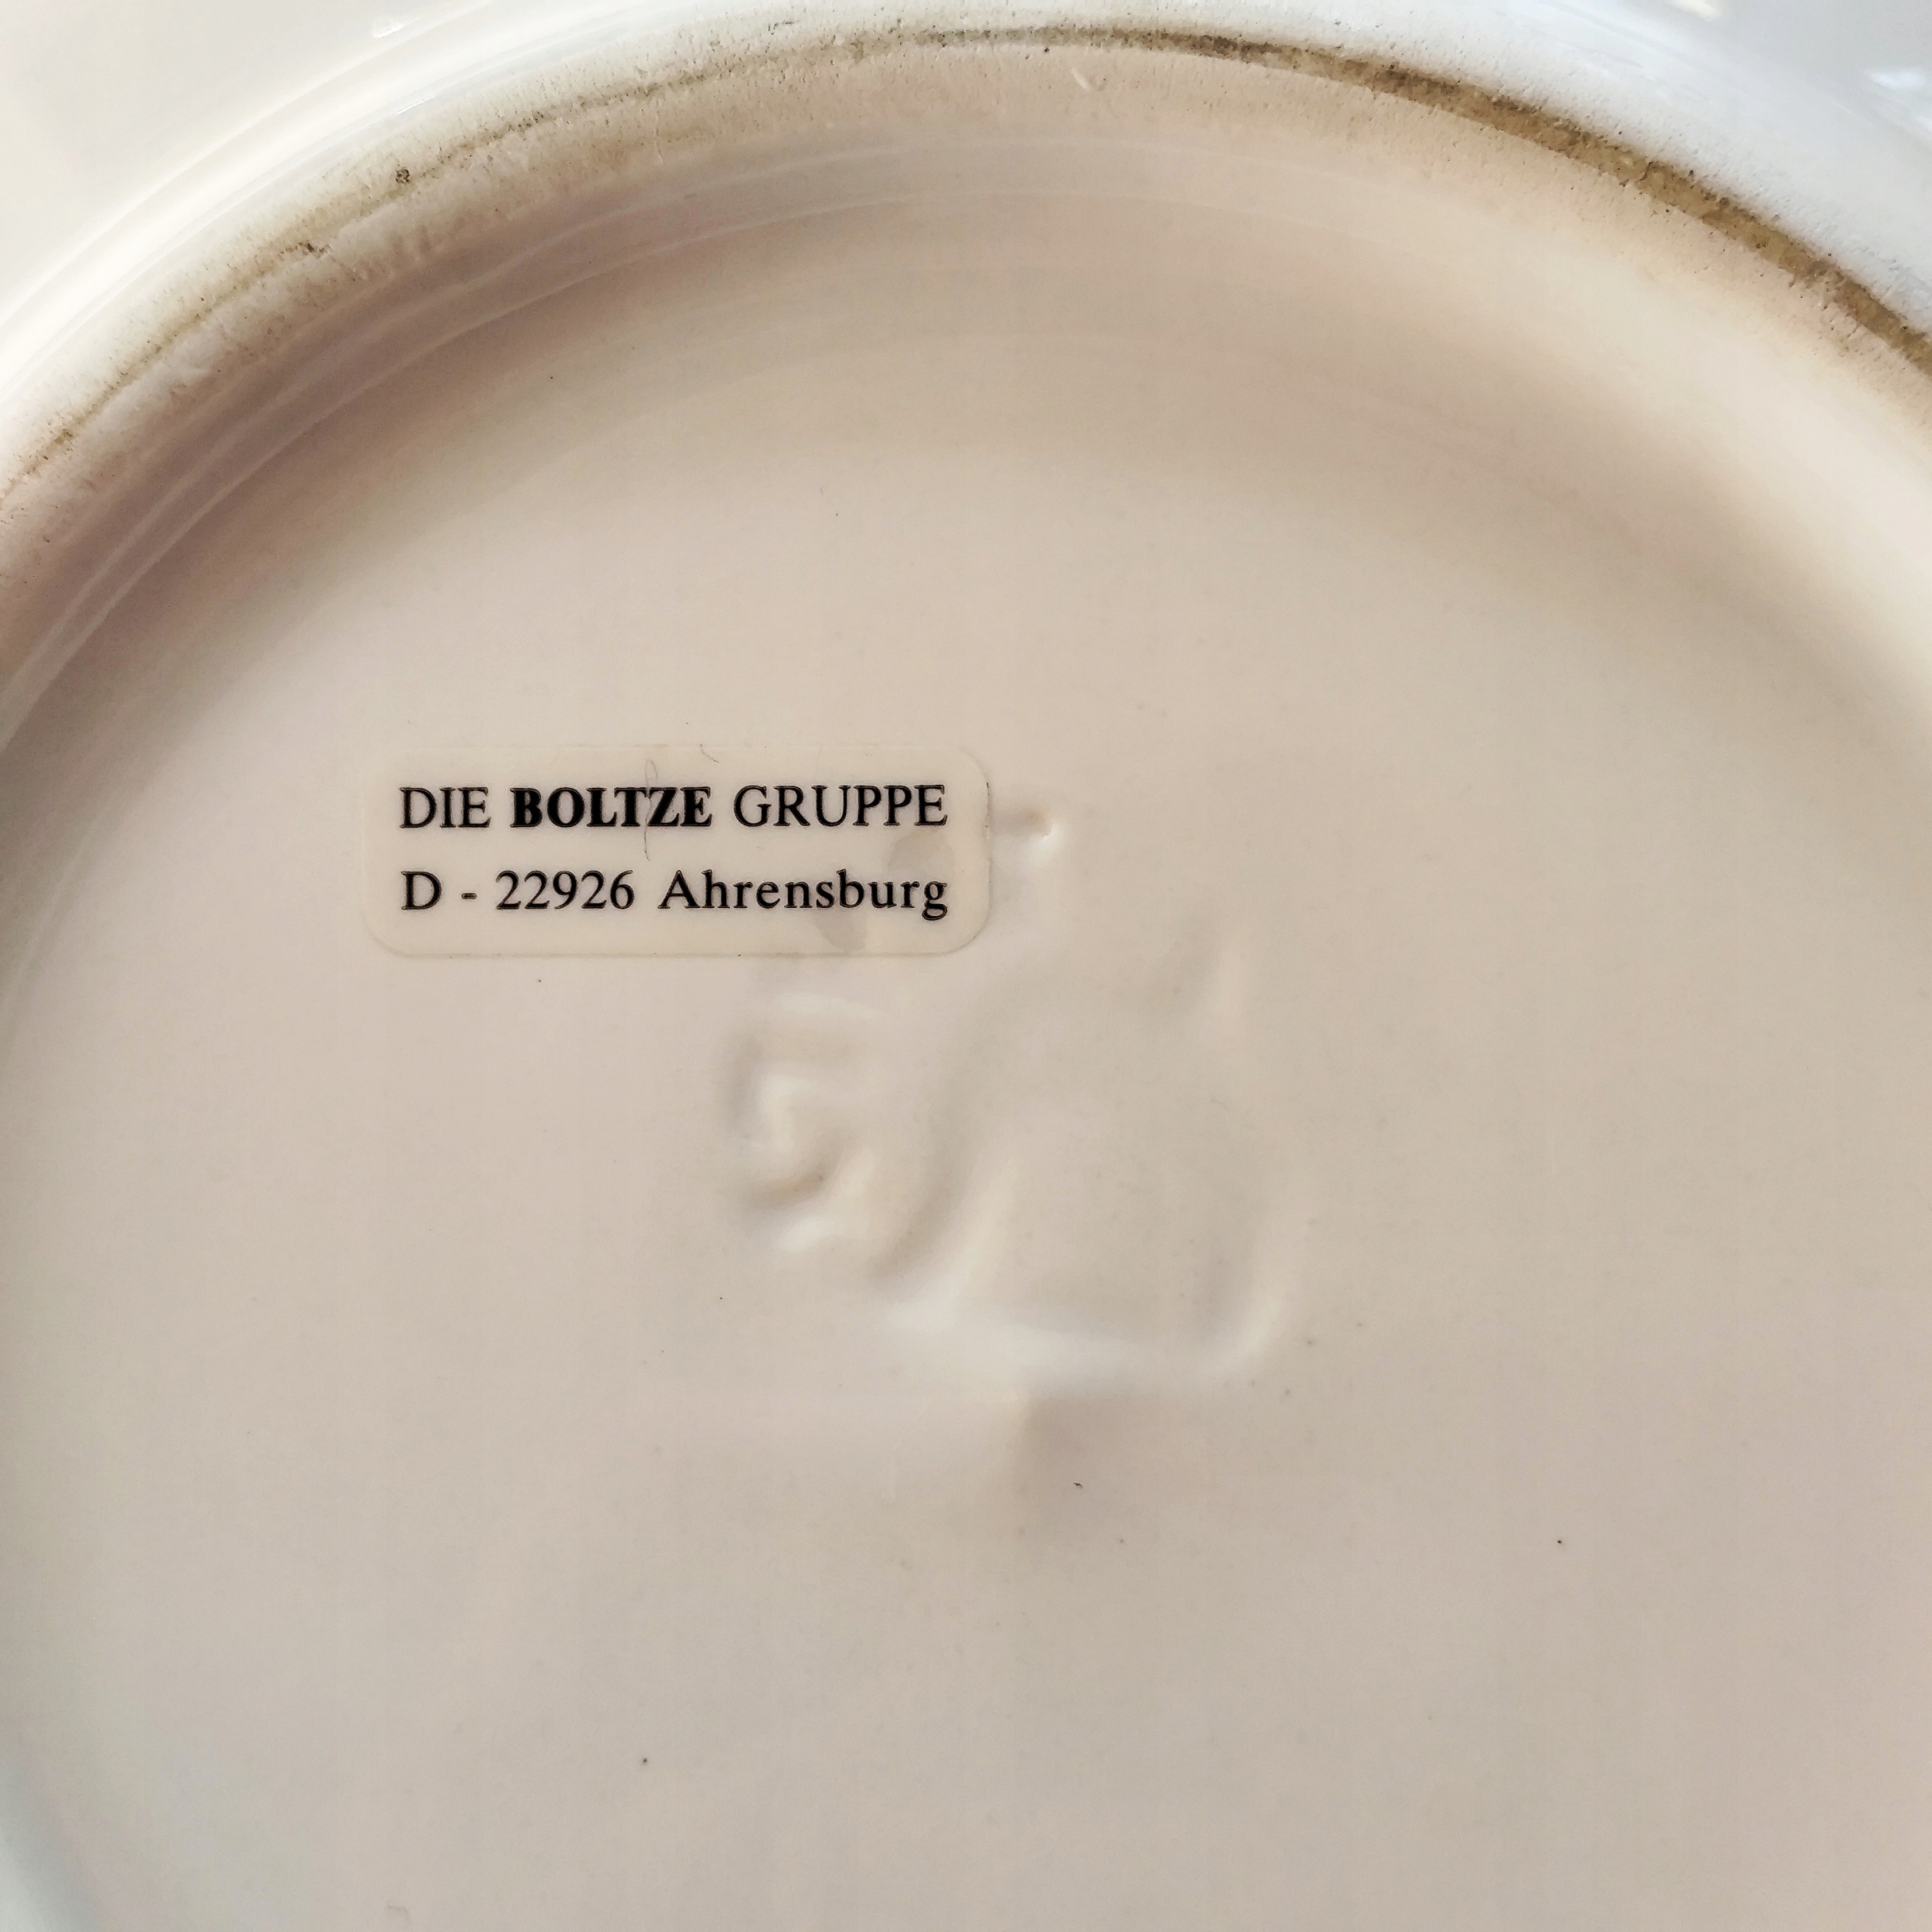 DIE BOLTZE GRUPPE
D - 22926 Ahrensburg